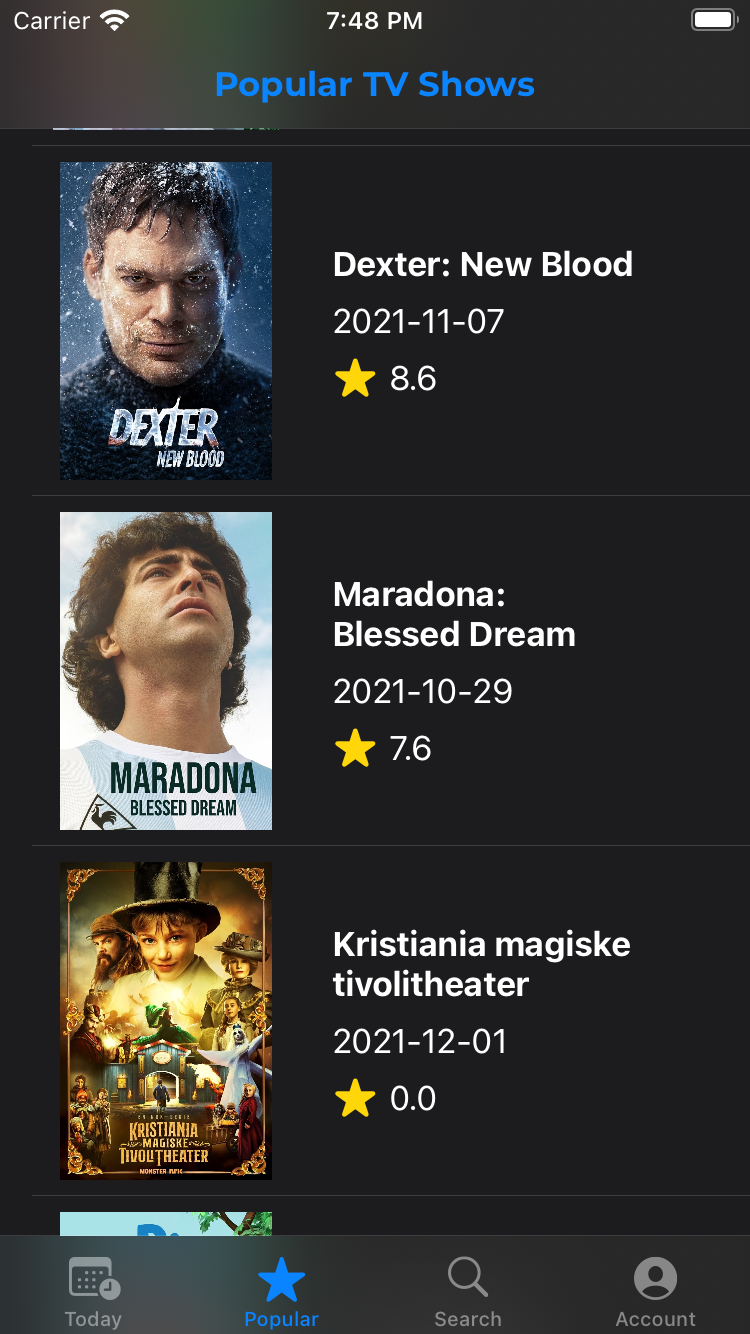 Carrier 7:48 PM
Popular TV Shows
DEXTER
NEW BLOOD
Dexter: New Blood
2021-11-07
8.6
MARADONA
BLESSED DREAM
Maradona:
Blessed Dream
2021-10-29
7.6
KRISTIANIA
MAGISKE
TIVOLITHEATER
Kristiania magiske
tivolitheater
2021-12-01
0.0
Today Popular Search Account